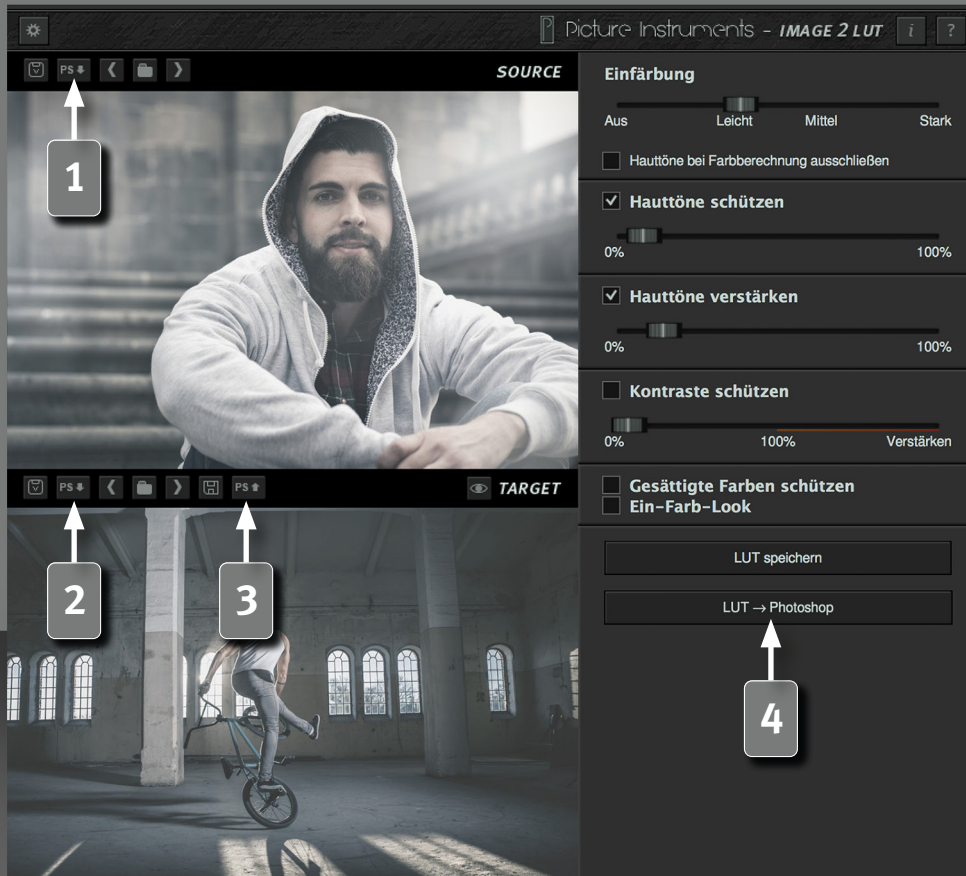 Picture Instruments – IMAGE 2 LUT i ?
PS SOURCE
1
Einfärbung
Aus Leicht Mittel Stark
Hauttöne bei Farbberechnung ausschließen
Hauttöne schützen
0% 100%
Hauttöne verstärken
0% 100%
Kontraste schützen
0% 100% Verstärken
PS PS TARGET
2 3
Gesättigte Farben schützen
Ein-Farb-Look
LUT speichern
LUT → Photoshop
4